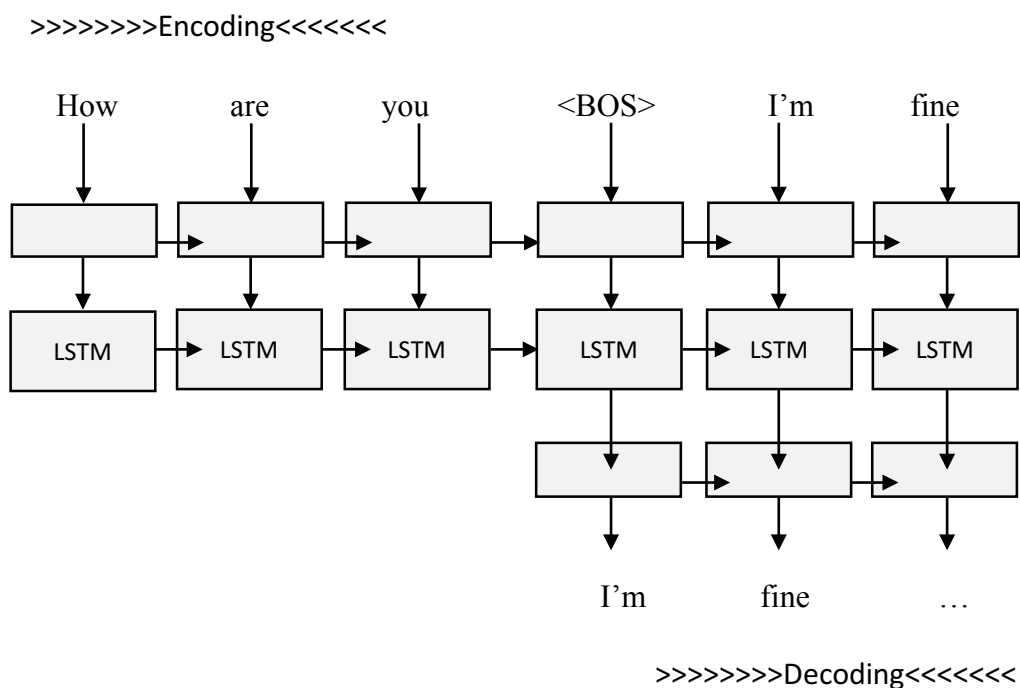 >>>>>>>>Encoding<<<<<<<
How are you <BOS> I’m fine
LSTM LSTM LSTM LSTM LSTM LSTM
I’m fine …
>>>>>>>>Decoding<<<<<<<